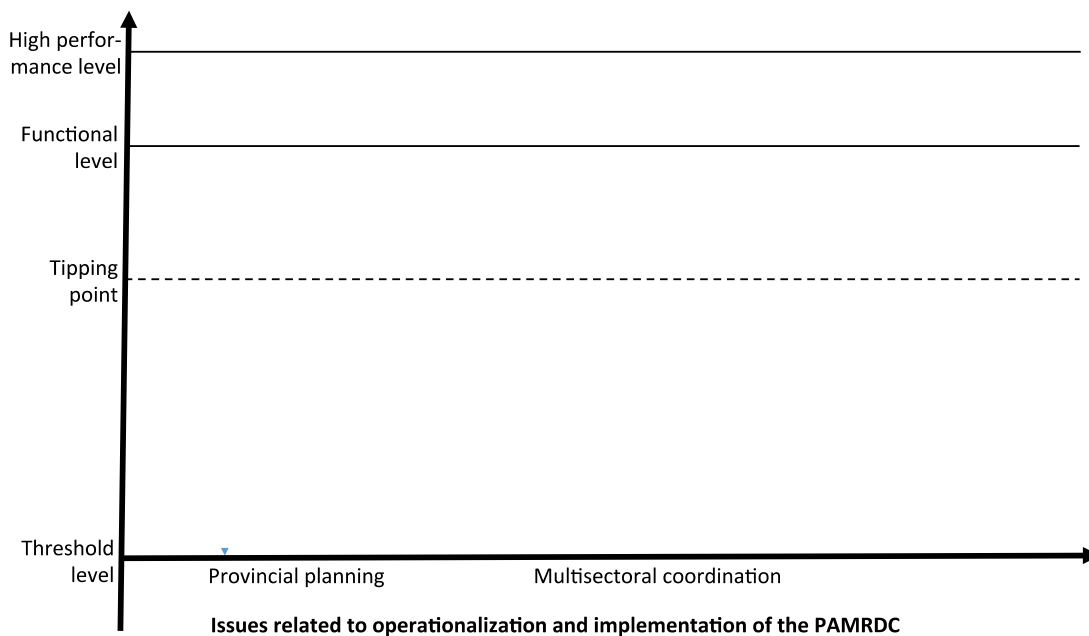 High perfor-
mance level
Functional
level
Tipping
point
Threshold
level
Provincial planning
Multisectoral coordination
Issues related to operationalization and implementation of the PAMRDC